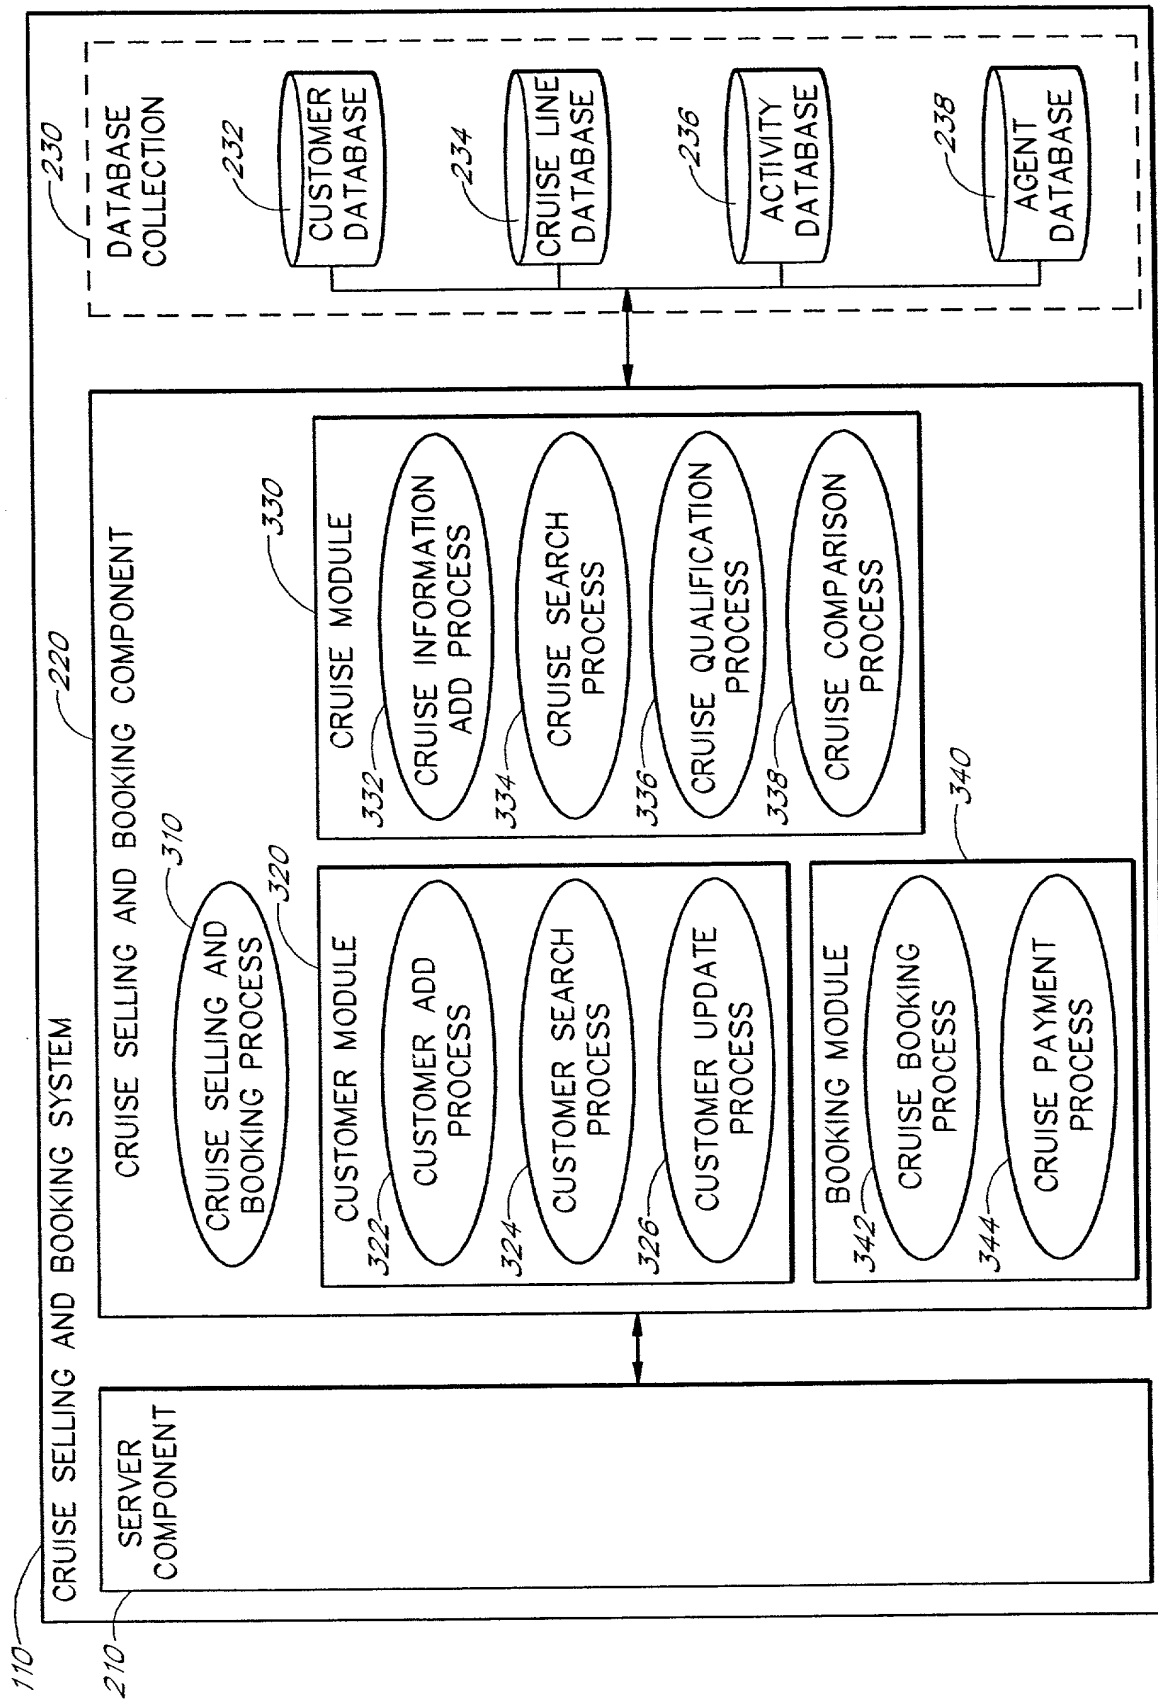 110
CRUISE SELLING AND BOOKING SYSTEM
210
SERVER
COMPONENT
220
CRUISE SELLING AND BOOKING COMPONENT
310
CRUISE SELLING AND
BOOKING PROCESS
320
CUSTOMER MODULE
322
CUSTOMER ADD
PROCESS
324
CUSTOMER SEARCH
PROCESS
326
CUSTOMER UPDATE
PROCESS
330
CRUISE MODULE
332
CRUISE INFORMATION
ADD PROCESS
334
CRUISE SEARCH
PROCESS
336
CRUISE QUALIFICATION
PROCESS
338
CRUISE COMPARISON
PROCESS
340
BOOKING MODULE
342
CRUISE BOOKING
PROCESS
344
CRUISE PAYMENT
PROCESS
230
DATABASE
COLLECTION
232
CUSTOMER
DATABASE
234
CRUISE LINE
DATABASE
236
ACTIVITY
DATABASE
238
AGENT
DATABASE